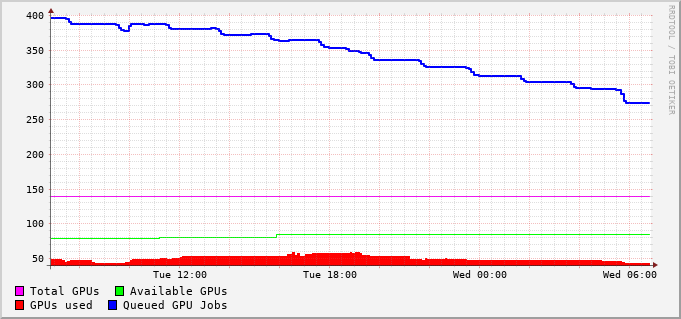 400
350
300
250
200
150
100
50
Tue 12:00 Tue 18:00 Wed 00:00 Wed 06:00
Total GPUs Available GPUs
GPUs used Queued GPU Jobs
RRDTOOL / TOBI OETIKER